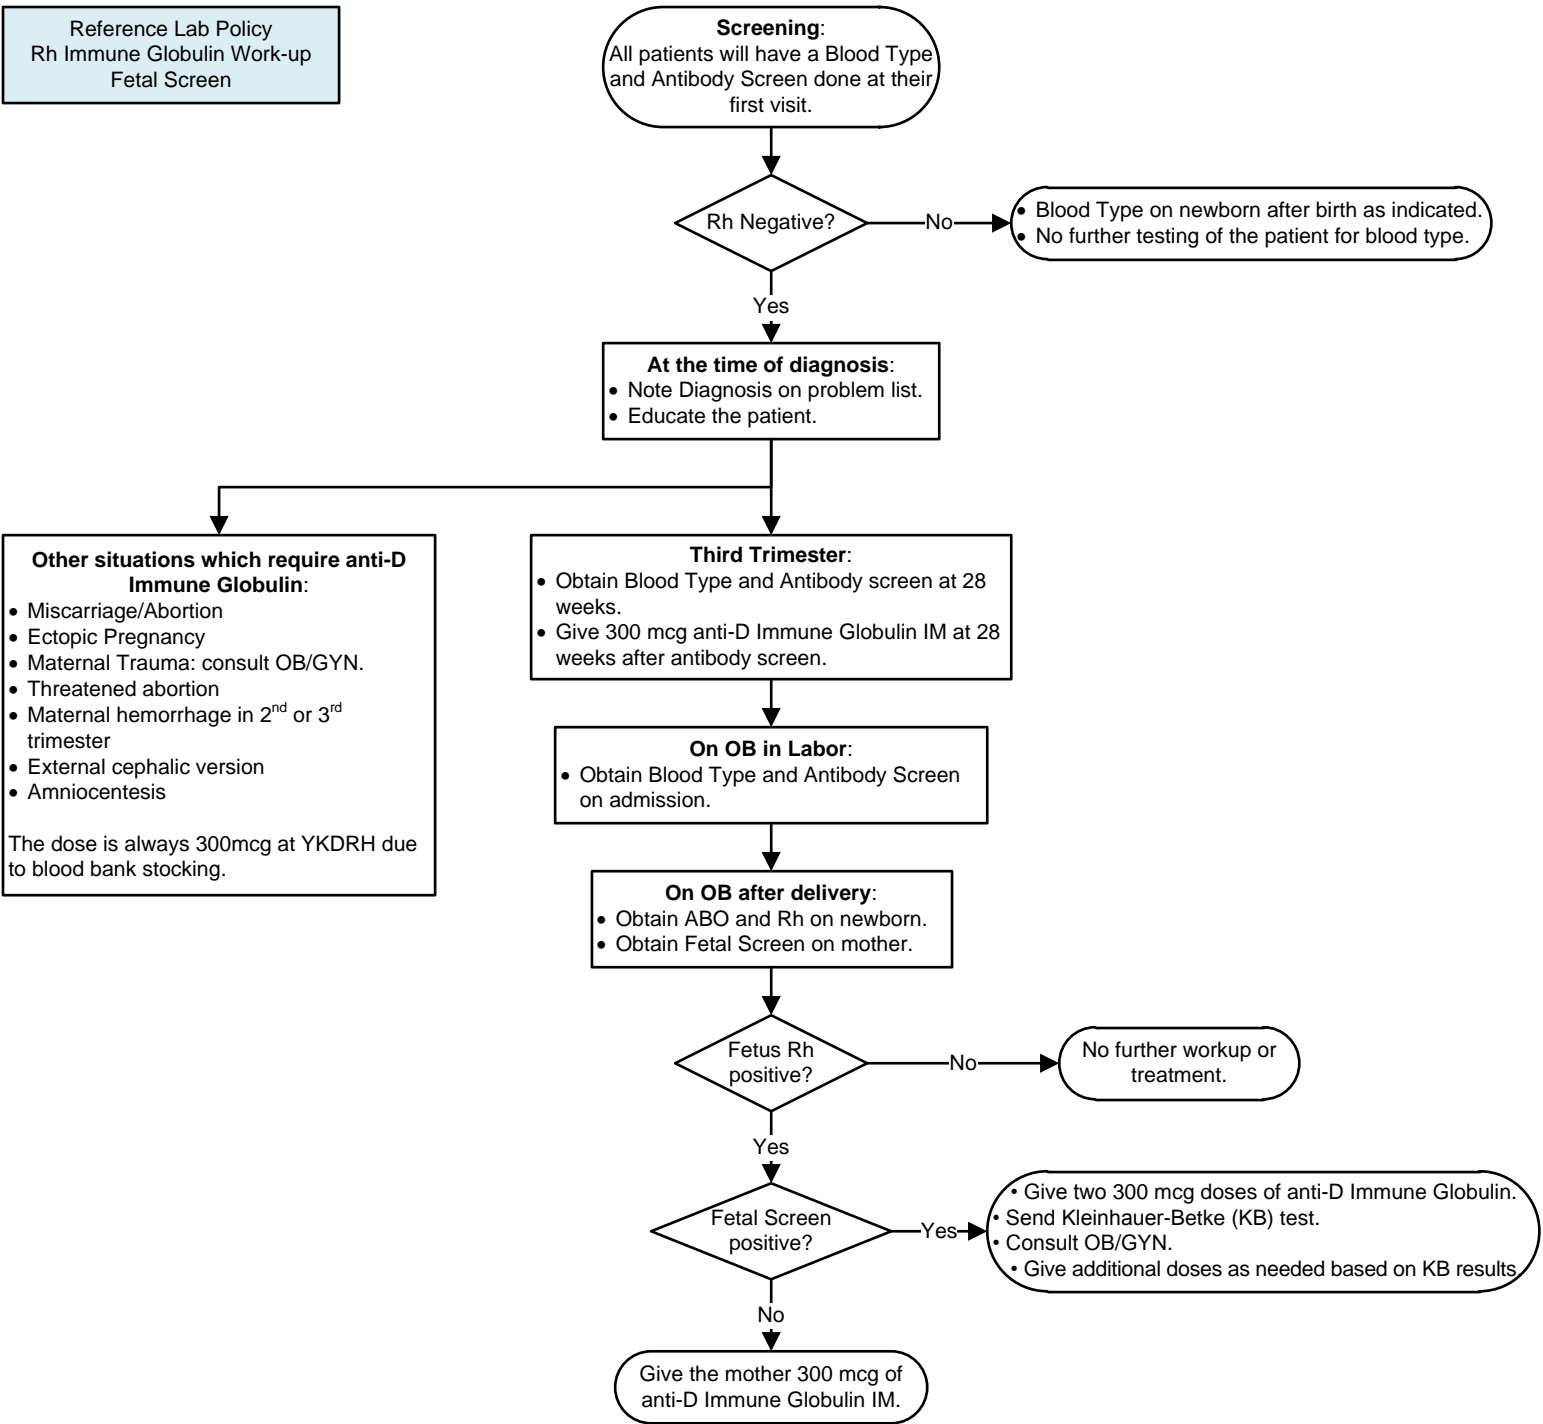 Reference Lab Policy
Rh Immune Globulin Work-up
Fetal Screen
Screening:
All patients will have a Blood Type
and Antibody Screen done at their
first visit.
Rh Negative?
No
• Blood Type on newborn after birth as indicated.
• No further testing of the patient for blood type.
Yes
At the time of diagnosis:
• Note Diagnosis on problem list.
• Educate the patient.
Other situations which require anti-D
Immune Globulin:
• Miscarriage/Abortion
• Ectopic Pregnancy
• Maternal Trauma: consult OB/GYN.
• Threatened abortion
• Maternal hemorrhage in 2nd or 3rd
trimester
• External cephalic version
• Amniocentesis
The dose is always 300mcg at YKDRH due
to blood bank stocking.
Third Trimester:
• Obtain Blood Type and Antibody screen at 28
weeks.
• Give 300 mcg anti-D Immune Globulin IM at 28
weeks after antibody screen.
On OB in Labor:
• Obtain Blood Type and Antibody Screen
on admission.
On OB after delivery:
• Obtain ABO and Rh on newborn.
• Obtain Fetal Screen on mother.
Fetus Rh
positive?
No
No further workup or
treatment.
Yes
Fetal Screen
positive?
Yes
• Give two 300 mcg doses of anti-D Immune Globulin.
• Send Kleinhauer-Betke (KB) test.
• Consult OB/GYN.
• Give additional doses as needed based on KB results.
No
Give the mother 300 mcg of
anti-D Immune Globulin IM.